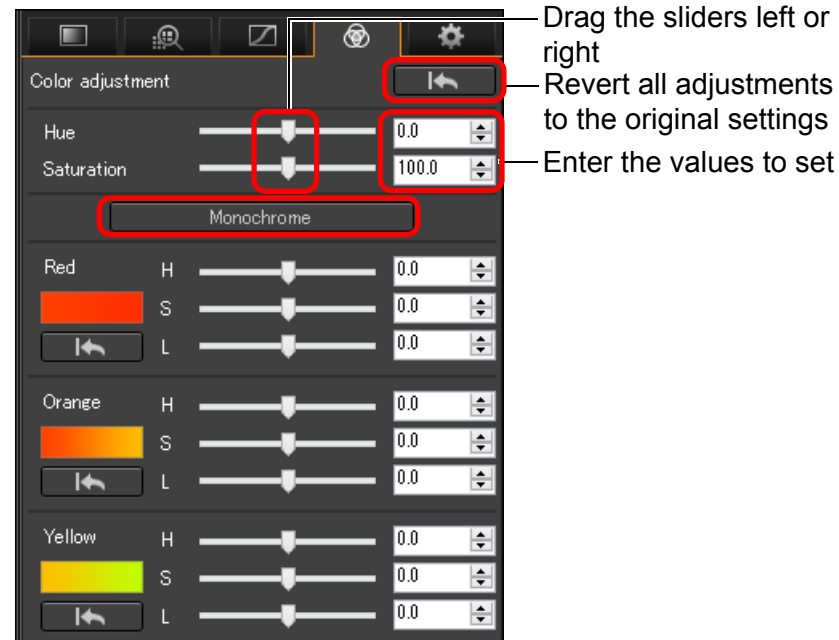 Drag the sliders left or
right
Color adjustment
Revert all adjustments
to the original settings
Hue 0.0
Enter the values to set
Saturation 100.0
Monochrome
Red H 0.0
S 0.0
L 0.0
Orange H 0.0
S 0.0
L 0.0
Yellow H 0.0
S 0.0
L 0.0